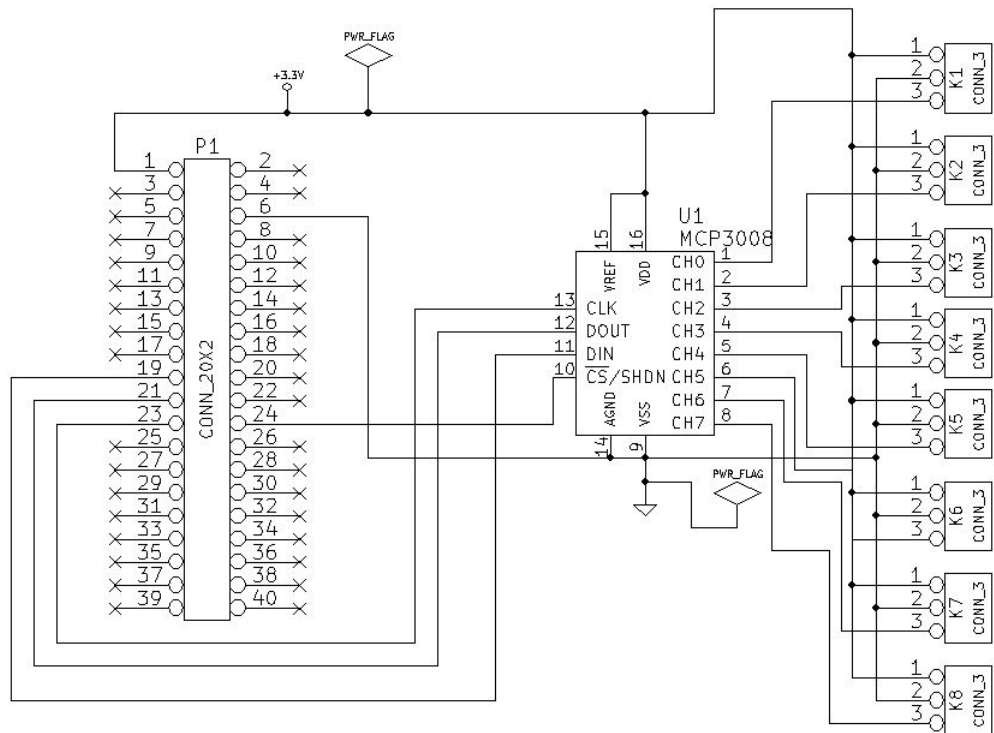 PWR_FLAG
+3.3V
P1
1 2
3 4
5 6
7 8
9 10
11 12
13 14
15 16
17 18
19 20
21 22
23 24
25 26
27 28
29 30
31 32
33 34
35 36
37 38
39 40
CONN_20X2
U1
MCP3008
15 16
VREF VDD
13 CLK
12 DOUT
11 DIN
10 CS/SHDN
CH0 1
CH1 2
CH2 3
CH3 4
CH4 5
CH5 6
CH6 7
CH7 8
AGND VSS
14 9
PWR_FLAG
1
2
3
K1
CONN_3
1
2
3
K2
CONN_3
1
2
3
K3
CONN_3
1
2
3
K4
CONN_3
1
2
3
K5
CONN_3
1
2
3
K6
CONN_3
1
2
3
K7
CONN_3
1
2
3
K8
CONN_3